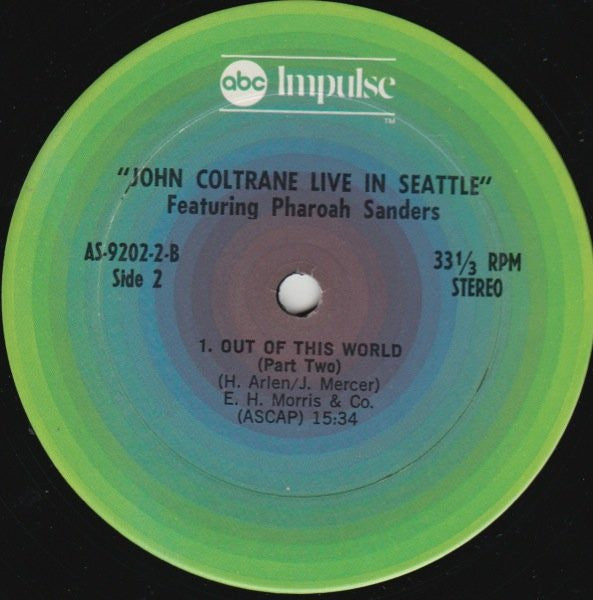 abc Impulse
TM
"JOHN COLTRANE LIVE IN SEATTLE"
Featuring Pharoah Sanders
AS-9202-2-B
Side 2
33⅓ RPM
STEREO
1. OUT OF THIS WORLD
(Part Two)
(H. Arlen/J. Mercer)
E. H. Morris & Co.
(ASCAP) 15:34